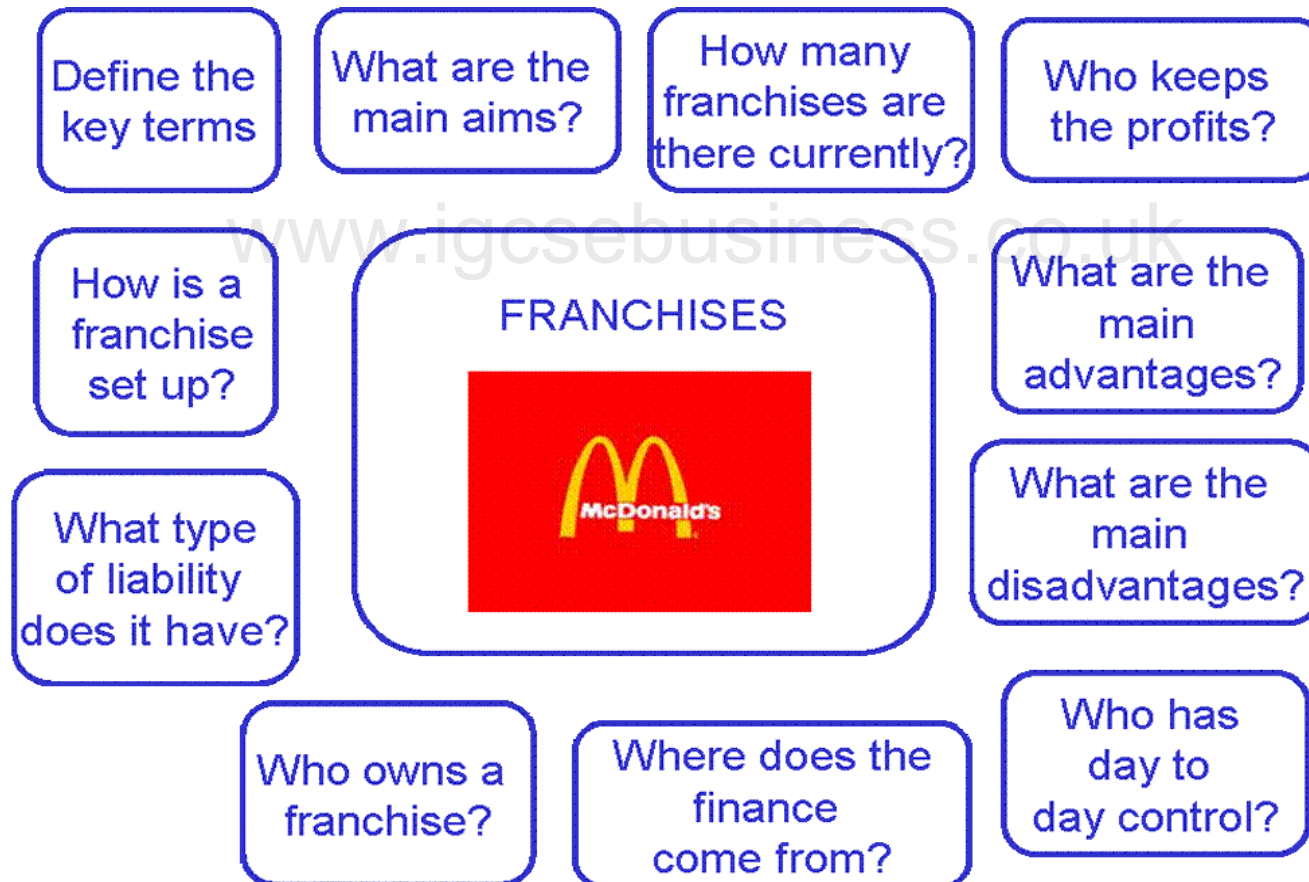 Define the
key terms
What are the
main aims?
How many
franchises are
there currently?
Who keeps
the profits?
www.igcsebusiness.co.uk
How is a
franchise
set up?
FRANCHISES
McDonald's
What are the
main
advantages?
What type
of liability
does it have?
What are the
main
disadvantages?
Who owns a
franchise?
Where does the
finance
come from?
Who has
day to
day control?